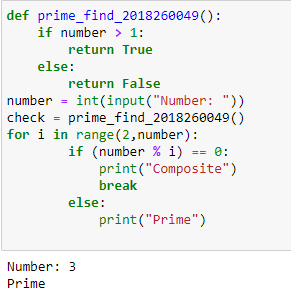 def prime_find_2018260049():
    if number > 1:
        return True
    else:
        return False
number = int(input("Number: "))
check = prime_find_2018260049()
for i in range(2,number):
        if (number % i) == 0:
            print("Composite")
            break
        else:
            print("Prime")
Number: 3
Prime